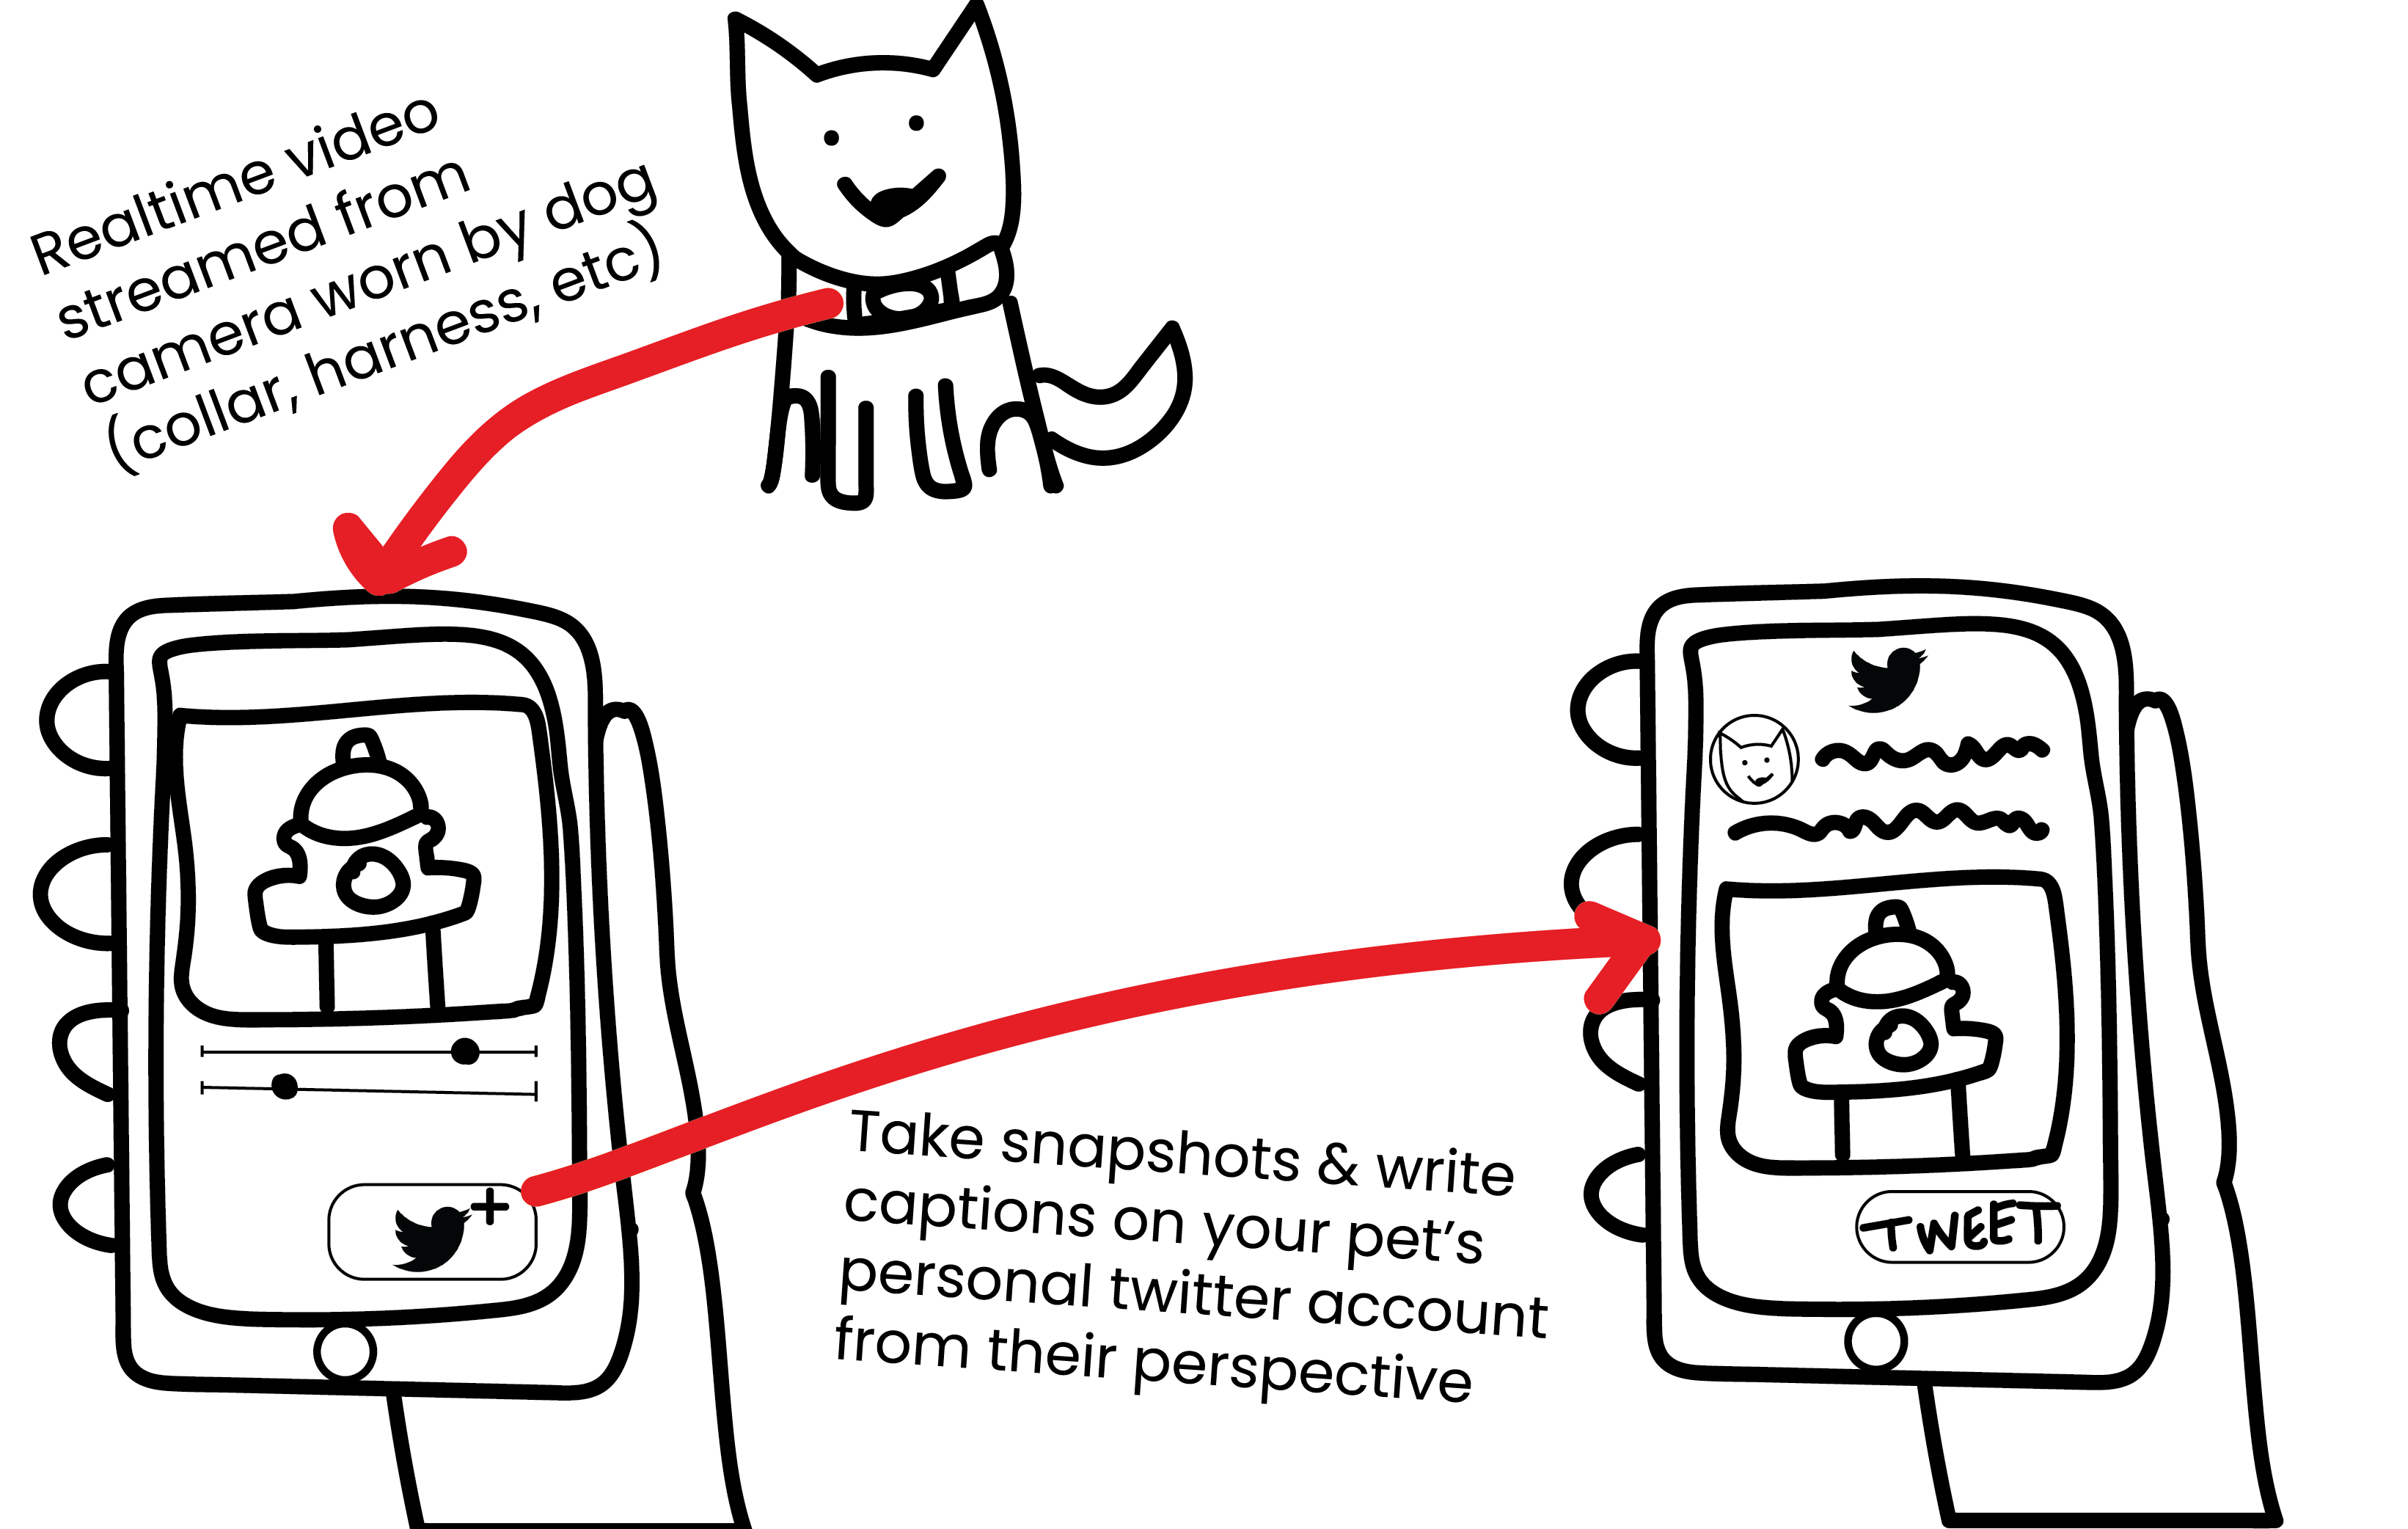 Realtime video
streamed from
camera worn by dog
(collar, harness, etc)
Take snapshots & write
captions on your pet's
personal twitter account
from their perspective
+
TWEET